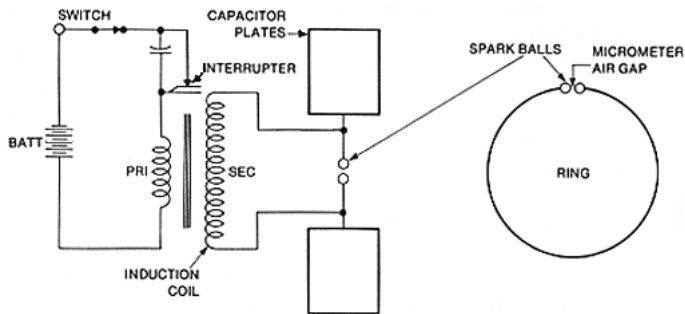 SWITCH
CAPACITOR
PLATES
SPARK BALLS
MICROMETER
AIR GAP
INTERRUPTER
BATT
PRI
SEC
RING
INDUCTION
COIL